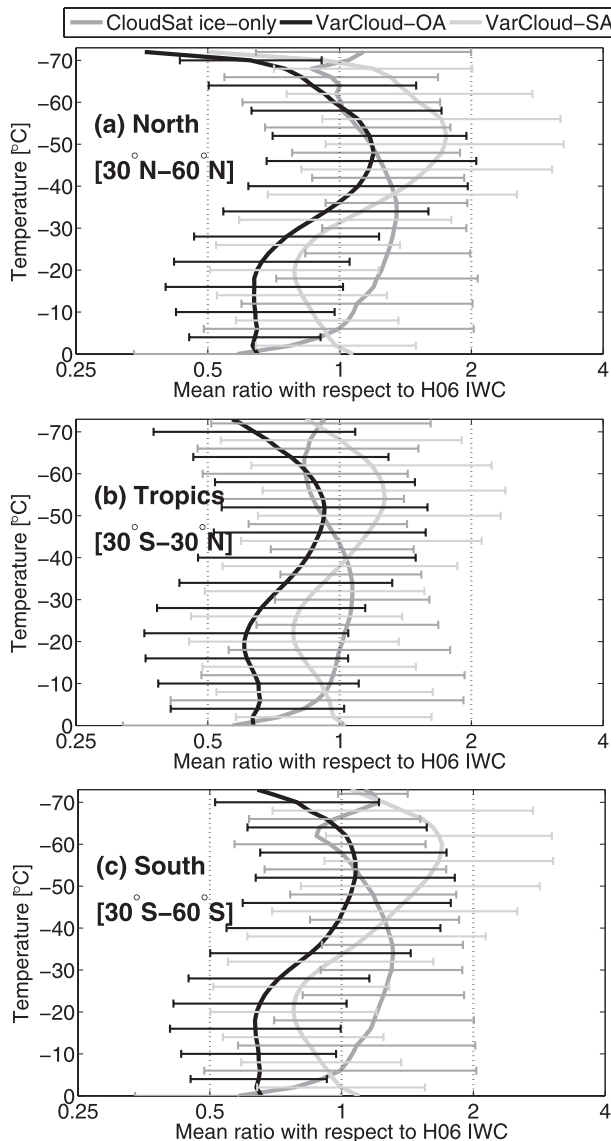 CloudSat ice-only VarCloud-OA VarCloud-SA
-70
-60
-50
-40
-30
-20
-10
0
Temperature [°C]
(a) North
[30°N-60°N]
0.25 0.5 1 2 4
Mean ratio with respect to H06 IWC
-70
-60
-50
-40
-30
-20
-10
0
Temperature [°C]
(b) Tropics
[30°S-30°N]
0.25 0.5 1 2 4
Mean ratio with respect to H06 IWC
-70
-60
-50
-40
-30
-20
-10
0
Temperature [°C]
(c) South
[30°S-60°S]
0.25 0.5 1 2 4
Mean ratio with respect to H06 IWC